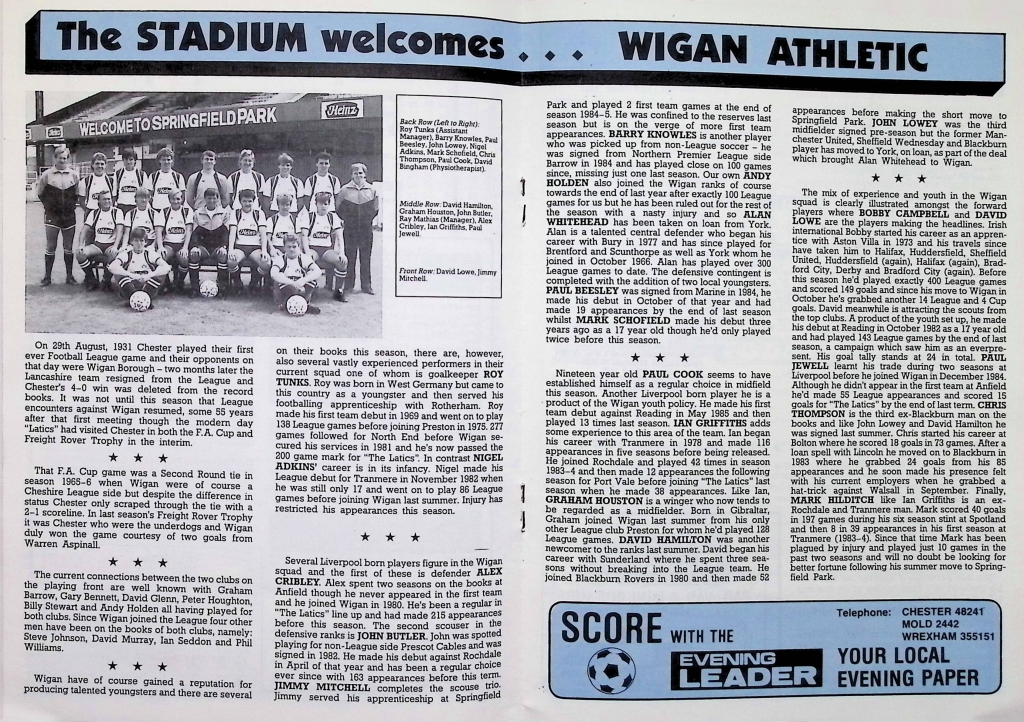 The STADIUM welcomes . . . WIGAN ATHLETIC
Heinz
WELCOME TO SPRINGFIELD PARK
Heinz
Back Row (Left to Right):
Roy Tunks (Assistant
Manager), Barry Knowles, Paul
Beesley, John Lowey, Nigel
Adkins, Mark Schofield, Chris
Thompson, Paul Cook, David
Bingham (Physiotherapist).
Middle Row: David Hamilton,
Graham Houston, John Butler,
Ray Mathias (Manager), Alex
Cribley, Ian Griffiths, Paul
Jewell.
Front Row: David Lowe, Jimmy
Mitchell.
On 29th August, 1931 Chester played their first
ever Football League game and their opponents on
that day were Wigan Borough – two months later the
Lancashire team resigned from the League and
Chester's 4–0 win was deleted from the record
books. It was not until this season that League
encounters against Wigan resumed, some 55 years
after that first meeting though the modern day
"Latics" had visited Chester in both the F.A. Cup and
Freight Rover Trophy in the interim.
★ ★ ★
That F.A. Cup game was a Second Round tie in
season 1965–6 when Wigan were of course a
Cheshire League side but despite the difference in
status Chester only scraped through the tie with a
2–1 scoreline. In last season's Freight Rover Trophy
it was Chester who were the underdogs and Wigan
duly won the game courtesy of two goals from
Warren Aspinall.
★ ★ ★
The current connections between the two clubs on
the playing front are well known with Graham
Barrow, Gary Bennett, David Glenn, Peter Houghton,
Billy Stewart and Andy Holden all having played for
both clubs. Since Wigan joined the League four other
men have been on the books of both clubs, namely:
Steve Johnson, David Murray, Ian Seddon and Phil
Williams.
★ ★ ★
Wigan have of course gained a reputation for
producing talented youngsters and there are several
on their books this season, there are, however,
also several vastly experienced performers in their
current squad one of whom is goalkeeper ROY
TUNKS. Roy was born in West Germany but came to
this country as a youngster and then served his
footballing apprenticeship with Rotherham. Roy
made his first team debut in 1969 and went on to play
138 League games before joining Preston in 1975. 277
games followed for North End before Wigan se-
cured his services in 1981 and he's now passed the
200 game mark for "The Latics". In contrast NIGEL
ADKINS' career is in its infancy. Nigel made his
League debut for Tranmere in November 1982 when
he was still only 17 and went on to play 86 League
games before joining Wigan last summer. Injury has
restricted his appearances this season.
★ ★ ★
Several Liverpool born players figure in the Wigan
squad and the first of these is defender ALEX
CRIBLEY. Alex spent two seasons on the books at
Anfield though he never appeared in the first team
and he joined Wigan in 1980. He's been a regular in
"The Latics" line up and had made 215 appearances
before this season. The second scouser in the
defensive ranks is JOHN BUTLER. John was spotted
playing for non-League side Prescot Cables and was
signed in 1982. He made his debut against Rochdale
in April of that year and has been a regular choice
ever since with 163 appearances before this term.
JIMMY MITCHELL completes the scouse trio.
Jimmy served his apprenticeship at Springfield
Park and played 2 first team games at the end of
season 1984–5. He was confined to the reserves last
season but is on the verge of more first team
appearances. BARRY KNOWLES is another player
who was picked up from non-League soccer – he
was signed from Northern Premier League side
Barrow in 1984 and has played close on 100 games
since, missing just one last season. Our own ANDY
HOLDEN also joined the Wigan ranks of course
towards the end of last year after exactly 100 League
games for us but he has been ruled out for the rest of
the season with a nasty injury and so ALAN
WHITEHEAD has been taken on loan from York.
Alan is a talented central defender who began his
career with Bury in 1977 and has since played for
Brentford and Scunthorpe as well as York whom he
joined in October 1966. Alan has played over 300
League games to date. The defensive contingent is
completed with the addition of two local youngsters.
PAUL BEESLEY was signed from Marine in 1984, he
made his debut in October of that year and had
made 19 appearances by the end of last season
whilst MARK SCHOFIELD made his debut three
years ago as a 17 year old though he'd only played
twice before this season.
★ ★ ★
Nineteen year old PAUL COOK seems to have
established himself as a regular choice in midfield
this season. Another Liverpool born player he is a
product of the Wigan youth policy. He made his first
team debut against Reading in May 1985 and then
played 13 times last season. IAN GRIFFITHS adds
some experience to this area of the team. Ian began
his career with Tranmere in 1978 and made 116
appearances in five seasons before being released.
He joined Rochdale and played 42 times in season
1983–4 and then made 12 appearances the following
season for Port Vale before joining "The Latics" last
season when he made 38 appearances. Like Ian,
GRAHAM HOUSTON is a winger who now tends to
be regarded as a midfielder. Born in Gibraltar,
Graham joined Wigan last summer from his only
other League club Preston for whom he'd played 128
League games. DAVID HAMILTON was another
newcomer to the ranks last summer. David began his
career with Sunderland where he spent three sea-
sons without breaking into the League team. He
joined Blackburn Rovers in 1980 and then made 52
appearances before making the short move to
Springfield Park. JOHN LOWEY was the third
midfielder signed pre-season but the former Man-
chester United, Sheffield Wednesday and Blackburn
player has moved to York, on loan, as part of the deal
which brought Alan Whitehead to Wigan.
★ ★ ★
The mix of experience and youth in the Wigan
squad is clearly illustrated amongst the forward
players where BOBBY CAMPBELL and DAVID
LOWE are the players making the headlines. Irish
international Bobby started his career as an appren-
tice with Aston Villa in 1973 and his travels since
have taken him to Halifax, Huddersfield, Sheffield
United, Huddersfield (again), Halifax (again), Brad-
ford City, Derby and Bradford City (again). Before
this season he'd played exactly 400 League games
and scored 149 goals and since his move to Wigan in
October he's grabbed another 14 League and 4 Cup
goals. David meanwhile is attracting the scouts from
the top clubs. A product of the youth set up, he made
his debut at Reading in October 1982 as a 17 year old
and had played 143 League games by the end of last
season, a campaign which saw him as an everpre-
sent. His goal tally stands at 24 in total. PAUL
JEWELL learnt his trade during two seasons at
Liverpool before he joined Wigan in December 1984.
Although he didn't appear in the first team at Anfield
he'd made 55 League appearances and scored 15
goals for "The Latics" by the end of last term. CHRIS
THOMPSON is the third ex-Blackburn man on the
books and like John Lowey and David Hamilton he
was signed last summer. Chris started his career at
Bolton where he scored 18 goals in 73 games. After a
loan spell with Lincoln he moved on to Blackburn in
1983 where he grabbed 24 goals from his 85
appearances and he soon made his presence felt
with his current employers when he grabbed a
hat-trick against Walsall in September. Finally,
MARK HILDITCH like Ian Griffiths is an ex-
Rochdale and Tranmere man. Mark scored 40 goals
in 197 games during his six season stint at Spotland
and then 8 in 39 appearances in his first season at
Tranmere (1983–4). Since that time Mark has been
plagued by injury and played just 10 games in the
past two seasons and will no doubt be looking for
better fortune following his summer move to Spring-
field Park.
SCORE WITH THE
EVENING
LEADER
Telephone: CHESTER 48241
MOLD 2442
WREXHAM 355151
YOUR LOCAL
EVENING PAPER